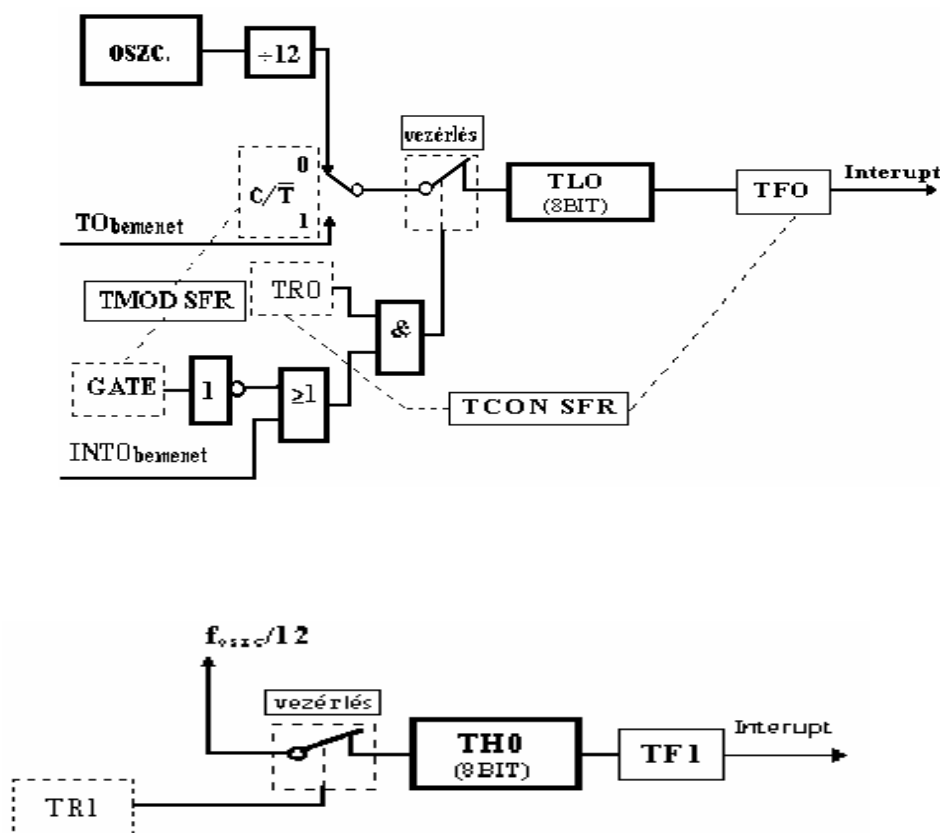 OSZC.
÷12
vezérlés
0
C/T̅
1
TL0
(8BIT)
TF0
Interupt
T0bemenet
TMOD SFR
TR0
&
GATE
1
≥1
TCON SFR
INT0bemenet
foszc/12
vezérlés
TH0
(8BIT)
TF1
Interupt
TR1